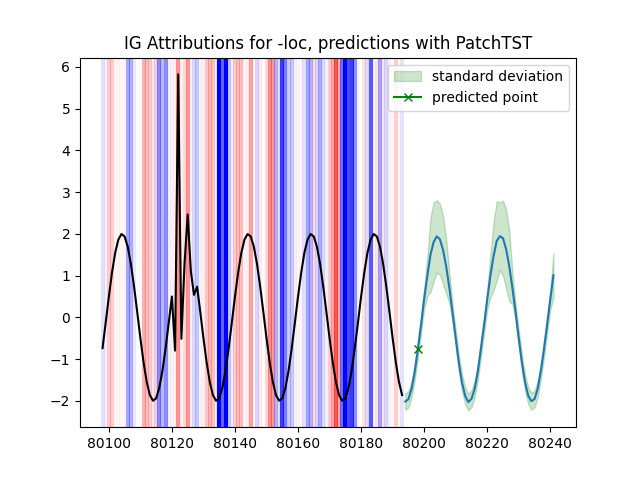 IG Attributions for -loc, predictions with PatchTST
standard deviation
predicted point
6
5
4
3
2
1
0
−1
−2
80100 80120 80140 80160 80180 80200 80220 80240